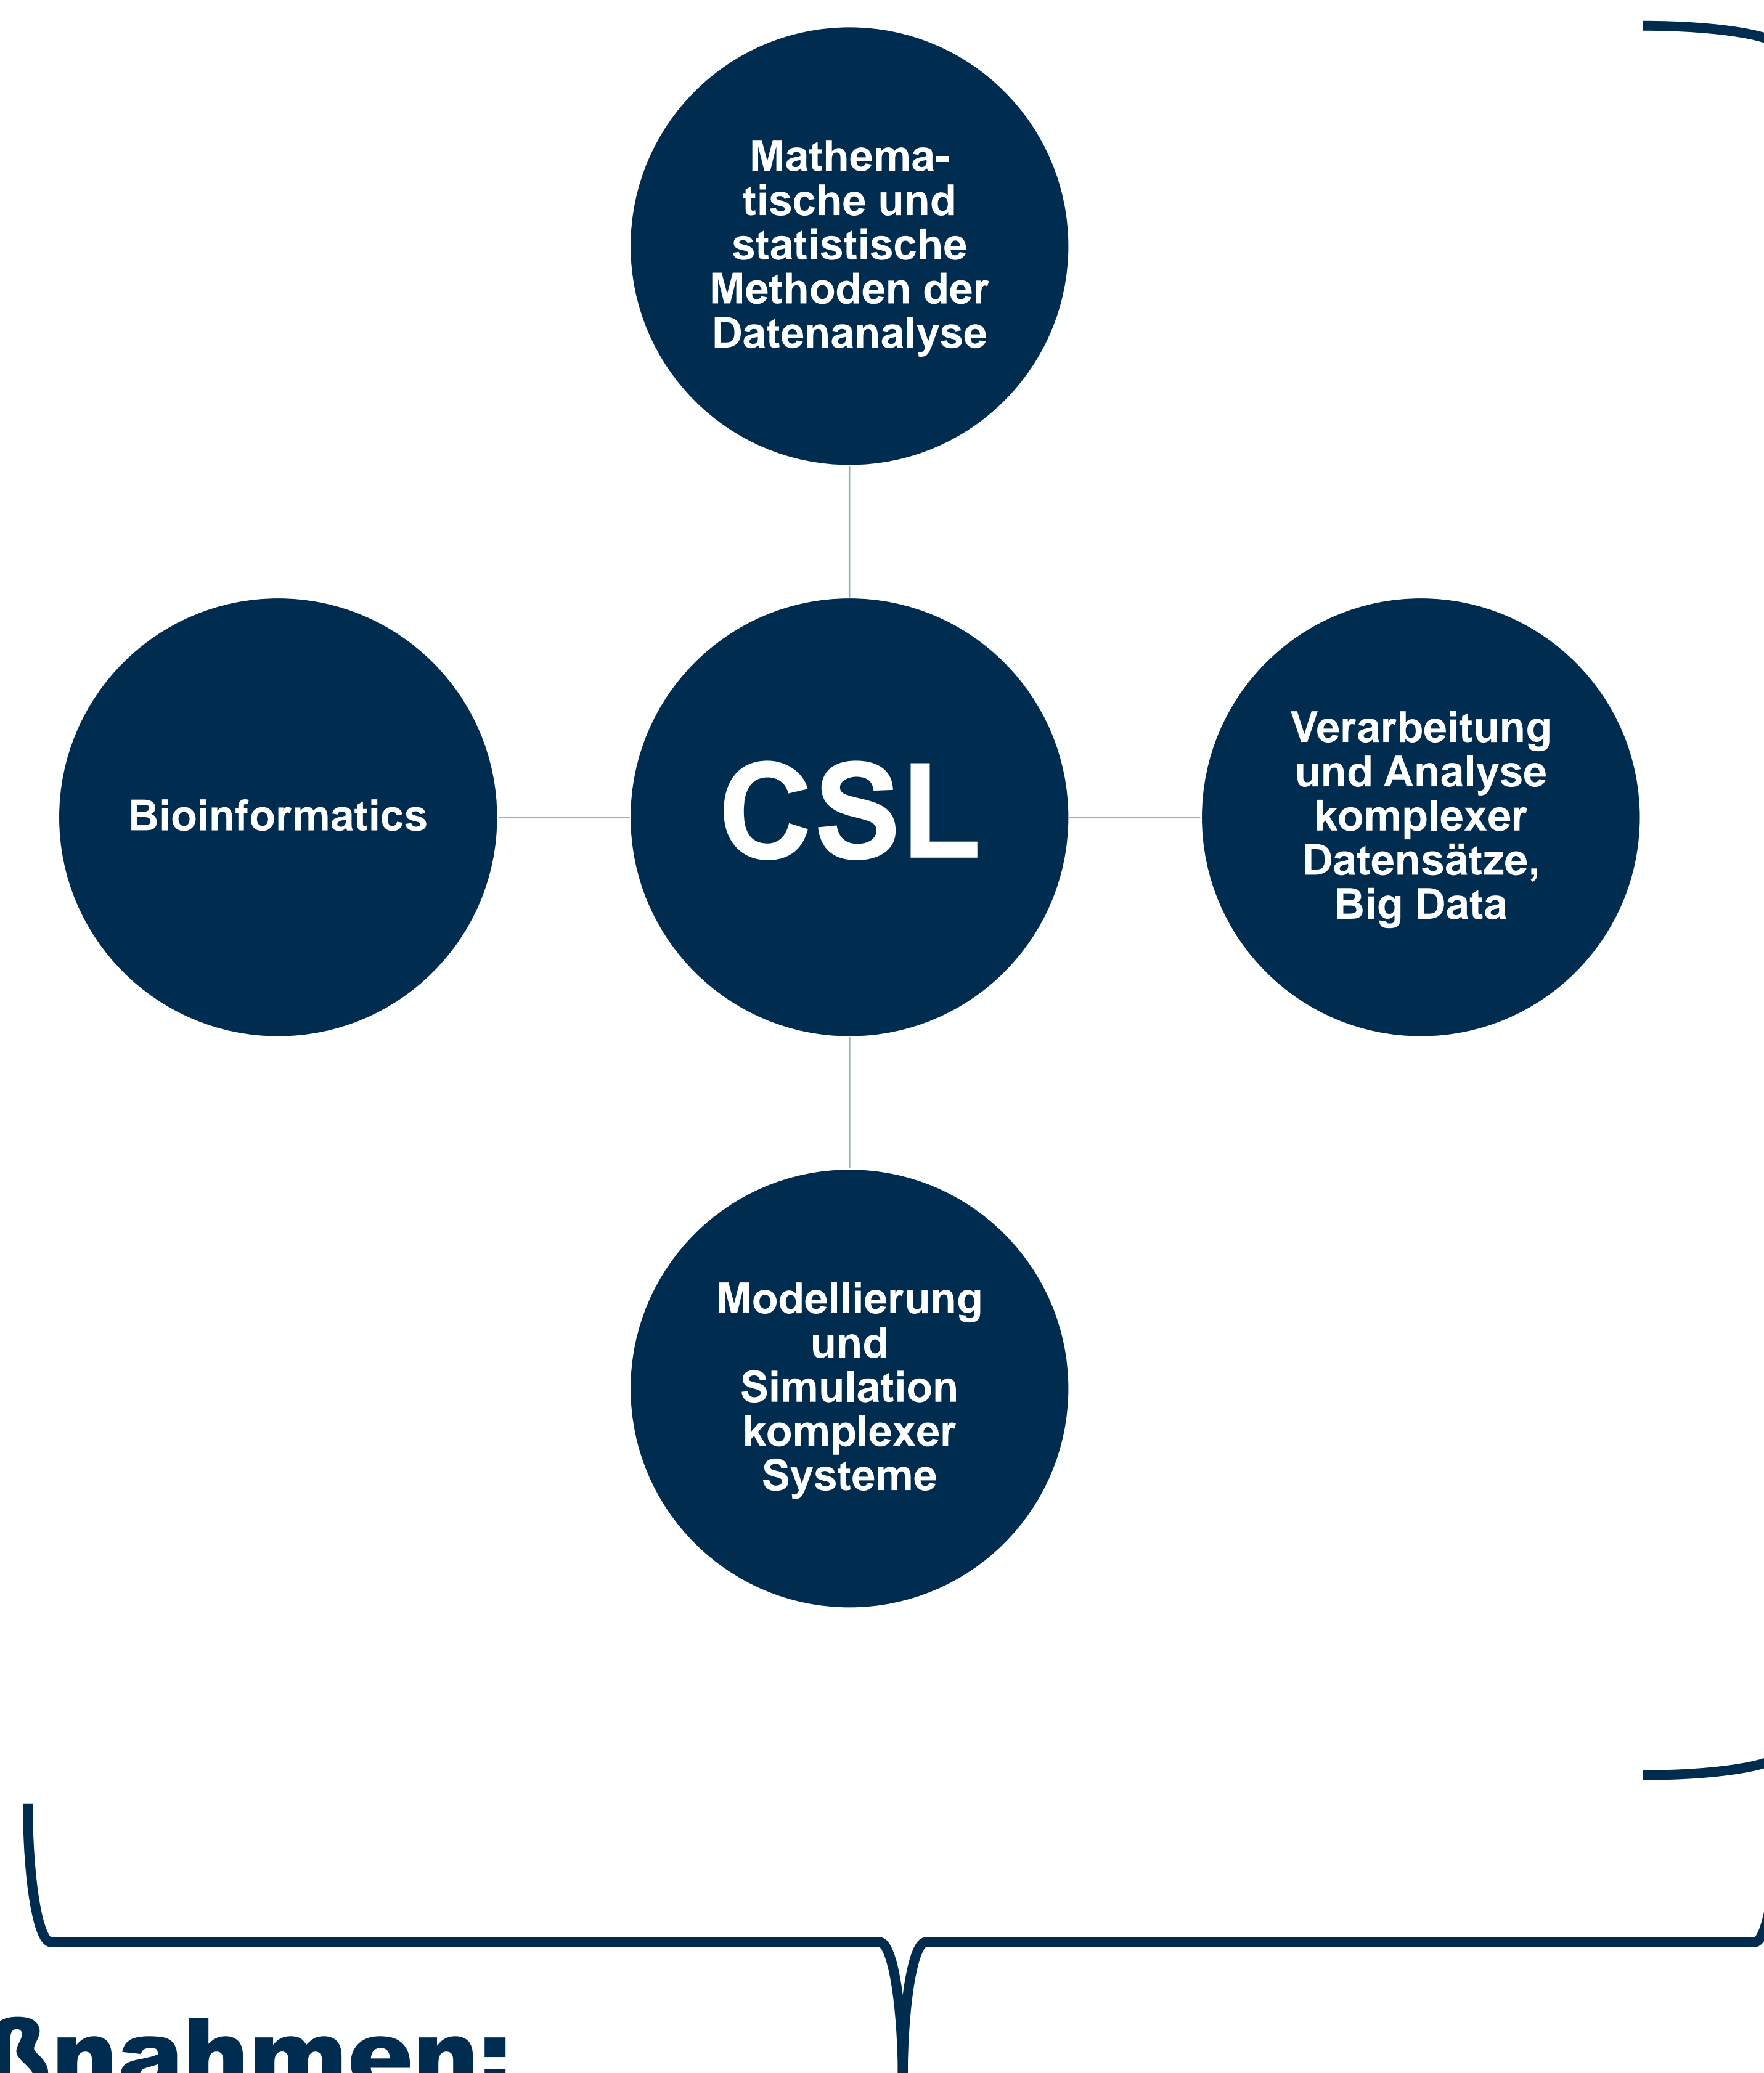 Mathema-
tische und
statistische
Methoden der
Datenanalyse
Bioinformatics
CSL
Verarbeitung
und Analyse
komplexer
Datensätze,
Big Data
Modellierung
und
Simulation
komplexer
Systeme
ßnahmen: